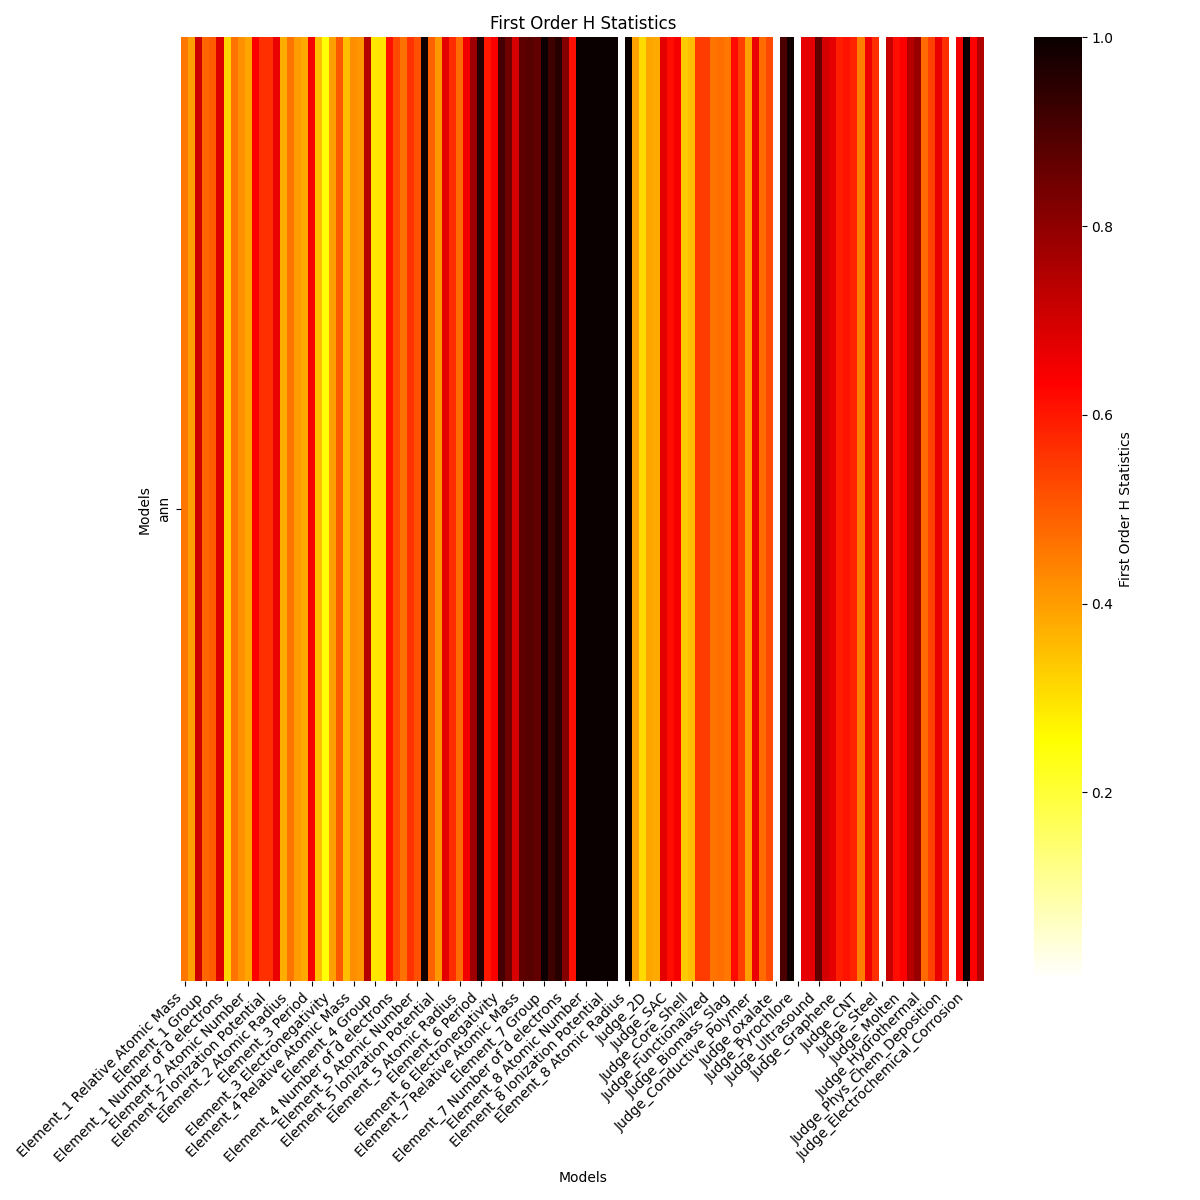 First Order H Statistics
1.0
0.8
0.6
0.4
0.2
First Order H Statistics
Models
ann
Element_1 Relative Atomic Mass
Element_1 Group
Element_1 Number of d electrons
Element_2 Atomic Number
Element_2 Ionization Potential
Element_2 Atomic Radius
Element_3 Period
Element_3 Electronegativity
Element_4 Relative Atomic Mass
Element_4 Group
Element_4 Number of d electrons
Element_5 Atomic Number
Element_5 Ionization Potential
Element_5 Atomic Radius
Element_6 Period
Element_6 Electronegativity
Element_7 Relative Atomic Mass
Element_7 Group
Element_7 Number of d electrons
Element_8 Atomic Number
Element_8 Ionization Potential
Element_8 Atomic Radius
Judge_2D
Judge_SAC
Judge_Core_Shell
Judge_Functionalized
Judge_Biomass_Slag
Judge_Conductive_Polymer
Judge_oxalate
Judge_Pyrochlore
Judge_Ultrasound
Judge_Graphene
Judge_CNT
Judge_Steel
Judge_Molten
Judge_Hydrothermal
Judge_Phys_Chem_Deposition
Judge_Electrochemical_Corrosion
Models